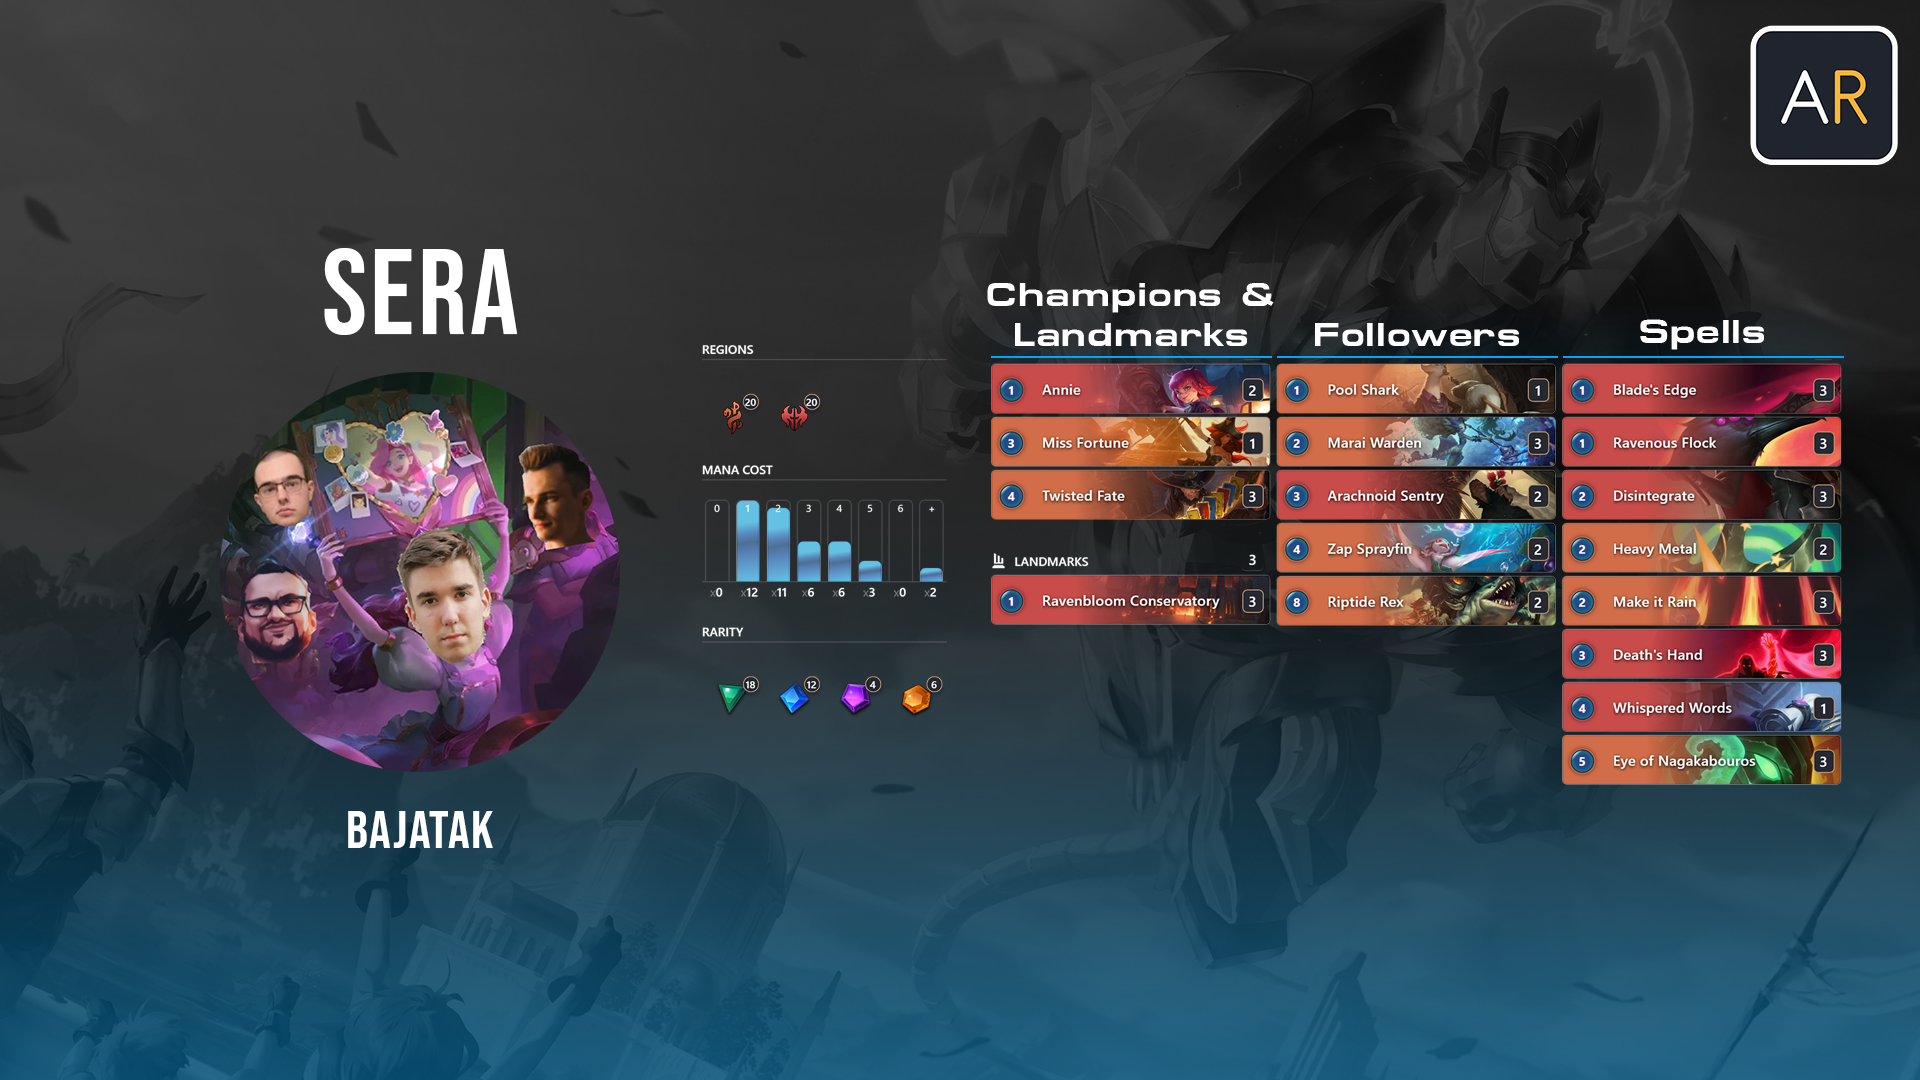 AR
SERA
BAJATAK
REGIONS
20 20
MANA COST
0 1 2 3 4 5 6 +
x0 x12 x11 x6 x6 x3 x0 x2
RARITY
18 12 4 6
Champions &
Landmarks
1 Annie 2
3 Miss Fortune 1
4 Twisted Fate 3
LANDMARKS 3
1 Ravenbloom Conservatory 3
Followers
1 Pool Shark 1
2 Marai Warden 3
3 Arachnoid Sentry 2
4 Zap Sprayfin 2
8 Riptide Rex 2
Spells
1 Blade's Edge 3
1 Ravenous Flock 3
2 Disintegrate 3
2 Heavy Metal 2
2 Make it Rain 3
3 Death's Hand 3
4 Whispered Words 1
5 Eye of Nagakabouros 3